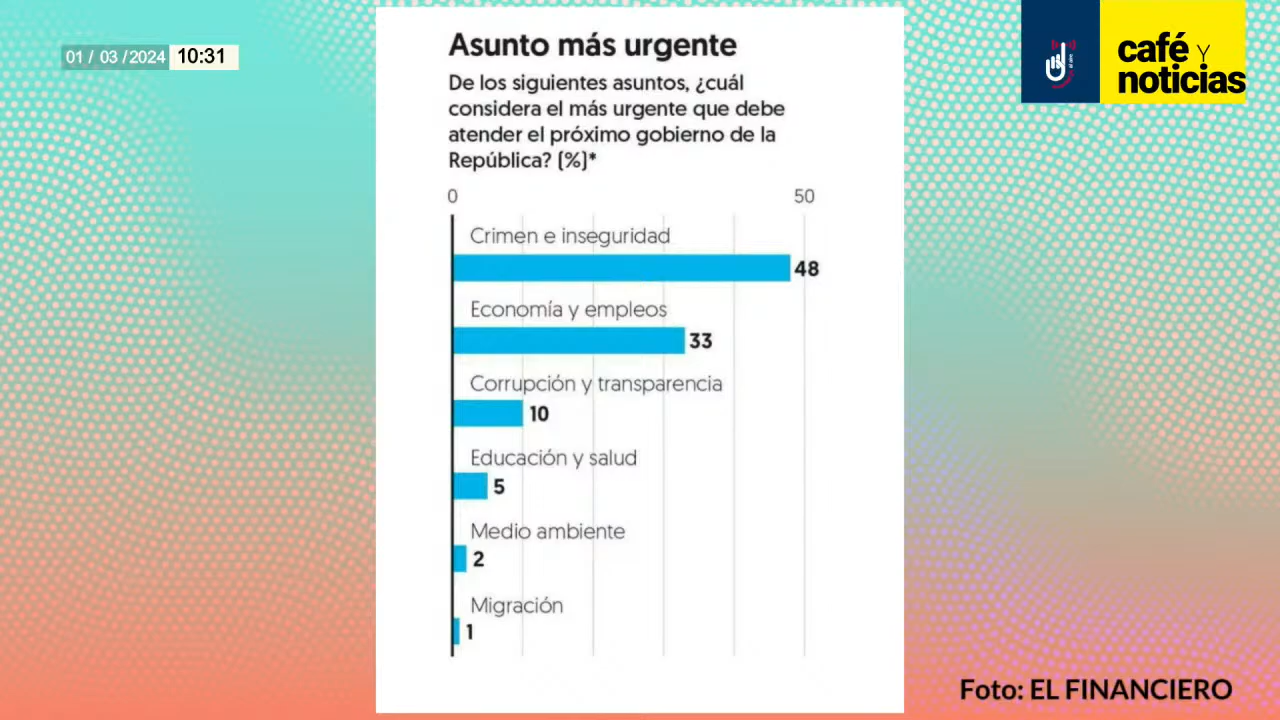 01 / 03 /2024 10:31
café Y
noticias
Asunto más urgente
De los siguientes asuntos, ¿cuál
considera el más urgente que debe
atender el próximo gobierno de la
República? (%)*
0 50
Crimen e inseguridad
48
Economía y empleos
33
Corrupción y transparencia
10
Educación y salud
5
Medio ambiente
2
Migración
1
Foto: EL FINANCIERO